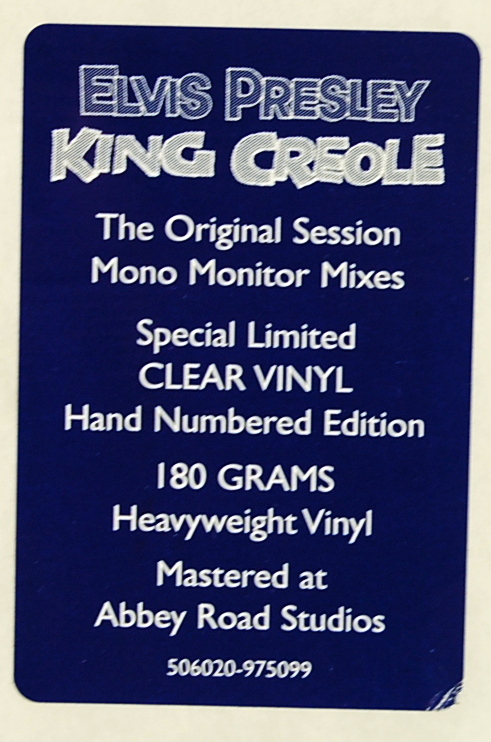 ELVIS PRESLEY
KING CREOLE
The Original Session
Mono Monitor Mixes
Special Limited
CLEAR VINYL
Hand Numbered Edition
180 GRAMS
Heavyweight Vinyl
Mastered at
Abbey Road Studios
506020-975099